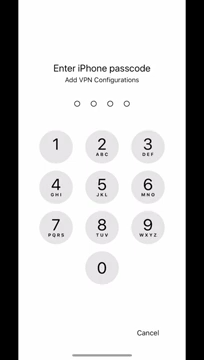 Enter iPhone passcode
Add VPN Configurations
1
2
ABC
3
DEF
4
GHI
5
JKL
6
MNO
7
PQRS
8
TUV
9
WXYZ
0
Cancel